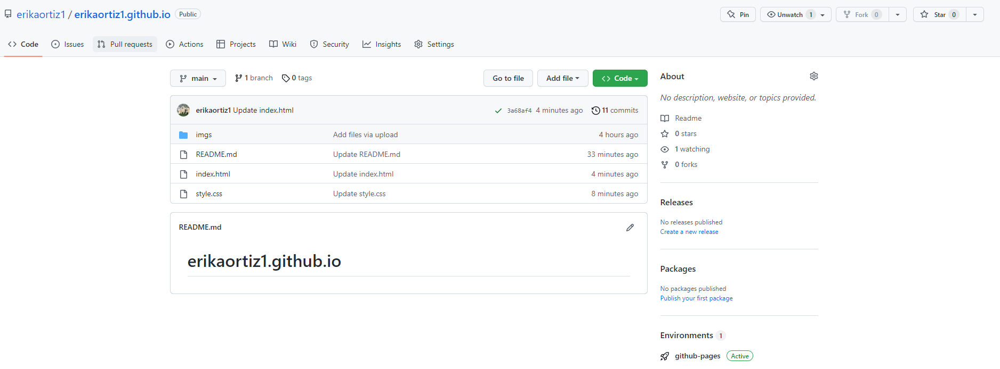 erikaortiz1 / erikaortiz1.github.io Public
Pin Unwatch 1 Fork 0 Star 0
Code Issues Pull requests Actions Projects Wiki Security Insights Settings
main 1 branch 0 tags Go to file Add file Code
erikaortiz1 Update index.html 3a68af4 4 minutes ago 11 commits
imgs Add files via upload 4 hours ago
README.md Update README.md 33 minutes ago
index.html Update index.html 4 minutes ago
style.css Update style.css 8 minutes ago
README.md
erikaortiz1.github.io
About
No description, website, or topics provided.
Readme
0 stars
1 watching
0 forks
Releases
No releases published
Create a new release
Packages
No packages published
Publish your first package
Environments 1
github-pages Active